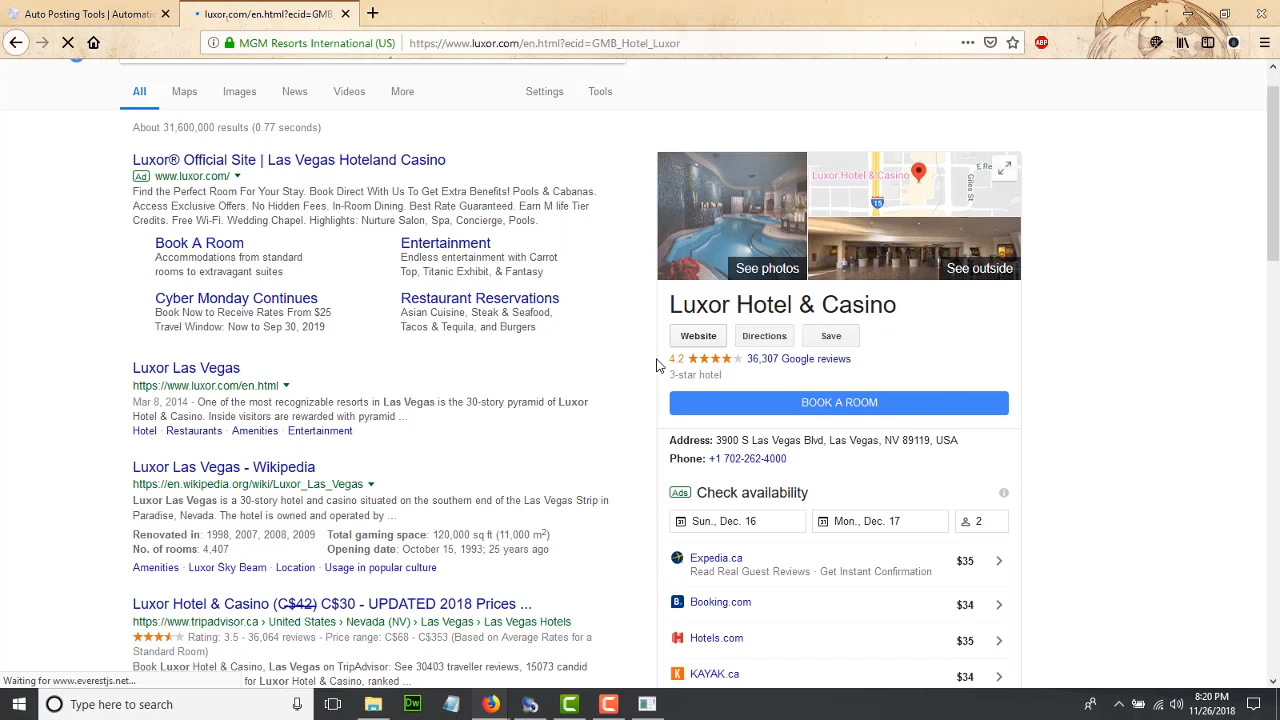 Auto Posting Tools | Automatic
luxor.com/en.html?ecid=GMB_
MGM Resorts International (US)
https://www.luxor.com/en.html?ecid=GMB_Hotel_Luxor
ABP
All
Maps
Images
News
Videos
More
Settings
Tools
About 31,600,000 results (0.77 seconds)
Luxor® Official Site | Las Vegas Hoteland Casino
Ad www.luxor.com/
Find the Perfect Room For Your Stay. Book Direct With Us To Get Extra Benefits! Pools & Cabanas.
Access Exclusive Offers. No Hidden Fees. In-Room Dining. Best Rate Guaranteed. Earn M life Tier
Credits. Free Wi-Fi. Wedding Chapel. Highlights: Nurture Salon, Spa, Concierge, Pools.
Book A Room
Accommodations from standard
rooms to extravagant suites
Entertainment
Endless entertainment with Carrot
Top, Titanic Exhibit, & Fantasy
Cyber Monday Continues
Book Now to Receive Rates From $25
Travel Window: Now to Sep 30, 2019
Restaurant Reservations
Asian Cuisine, Steak & Seafood,
Tacos & Tequila, and Burgers
Luxor Las Vegas
https://www.luxor.com/en.html
Mar 8, 2014 - One of the most recognizable resorts in Las Vegas is the 30-story pyramid of Luxor
Hotel & Casino. Inside visitors are rewarded with pyramid ...
Hotel · Restaurants · Amenities · Entertainment
Luxor Las Vegas - Wikipedia
https://en.wikipedia.org/wiki/Luxor_Las_Vegas
Luxor Las Vegas is a 30-story hotel and casino situated on the southern end of the Las Vegas Strip in
Paradise, Nevada. The hotel is owned and operated by ...
Renovated in: 1998, 2007, 2008, 2009
Total gaming space: 120,000 sq ft (11,000 m2)
No. of rooms: 4,407
Opening date: October 15, 1993; 25 years ago
Amenities · Luxor Sky Beam · Location · Usage in popular culture
Luxor Hotel & Casino (C$42) C$30 - UPDATED 2018 Prices ...
https://www.tripadvisor.ca › United States › Nevada (NV) › Las Vegas › Las Vegas Hotels
Rating: 3.5 - 36,064 reviews - Price range: C$68 - C$353 (Based on Average Rates for a
Standard Room)
Book Luxor Hotel & Casino, Las Vegas on TripAdvisor: See 30403 traveller reviews, 15073 candid
for Luxor Hotel & Casino, ranked ...
Luxor Hotel & Casino
15
E Re
Giles St
See photos
See outside
Luxor Hotel & Casino
Website
Directions
Save
4.2
36,307 Google reviews
3-star hotel
BOOK A ROOM
Address: 3900 S Las Vegas Blvd, Las Vegas, NV 89119, USA
Phone: +1 702-262-4000
Ads Check availability
Sun., Dec. 16
Mon., Dec. 17
2
Expedia.ca
$35
Read Real Guest Reviews · Get Instant Confirmation
B. Booking.com
$34
H Hotels.com
$35
K KAYAK.ca
$34
Waiting for www.everestjs.net...
Type here to search
Dw
8:20 PM
11/26/2018